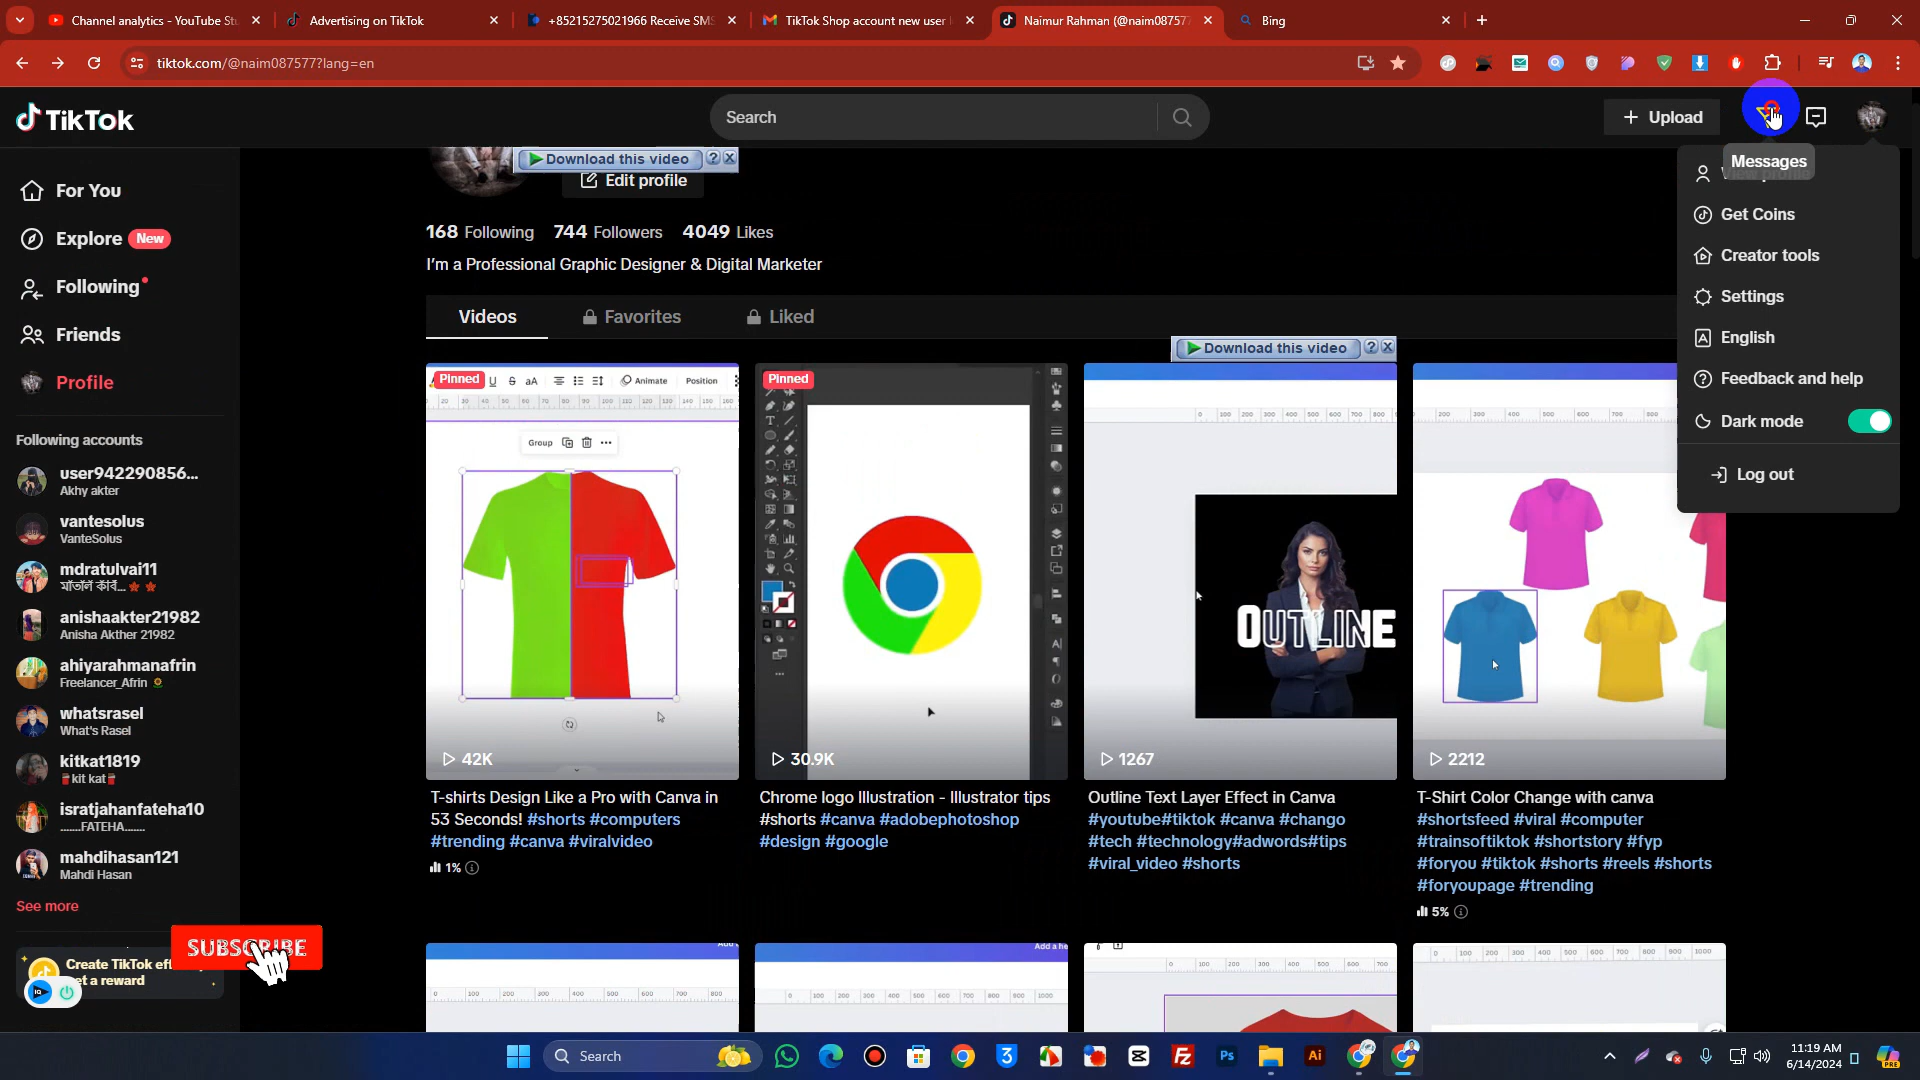 Channel analytics - YouTube Stu
Advertising on TikTok
+85215275021966 Receive SMS
TikTok Shop account new user l
Naimur Rahman (@naim087577
Bing
tiktok.com/@naim087577?lang=en
TikTok
Search
Upload
Messages
Get Coins
Creator tools
Settings
English
Feedback and help
Dark mode
Log out
For You
Explore New
Following
Friends
Profile
Following accounts
user942290856...
Akhy akter
vantesolus
VanteSolus
mdratulvai11
anishaakter21982
Anisha Akther 21982
ahiyarahmanafrin
Freelancer_Afrin
whatsrasel
What's Rasel
kitkat1819
kit kat
isratjahanfateha10
.......FATEHA......
mahdihasan121
Mahdi Hasan
See more
SUBSCRIBE
Create TikTok eff
et a reward
Download this video
Edit profile
168 Following 744 Followers 4049 Likes
I'm a Professional Graphic Designer & Digital Marketer
Videos Favorites Liked
Download this video
Pinned
Animate Position
Group
42K
T-shirts Design Like a Pro with Canva in
53 Seconds! #shorts #computers
#trending #canva #viralvideo
1%
Pinned
30.9K
Chrome logo Illustration - Illustrator tips
#shorts #canva #adobephotoshop
#design #google
OUTLINE
1267
Outline Text Layer Effect in Canva
#youtube#tiktok #canva #chango
#tech #technology#adwords#tips
#viral_video #shorts
2212
T-Shirt Color Change with canva
#shortsfeed #viral #computer
#trainsoftiktok #shortstory #fyp
#foryou #tiktok #shorts #reels #shorts
#foryoupage #trending
5%
Search
11:19 AM
6/14/2024